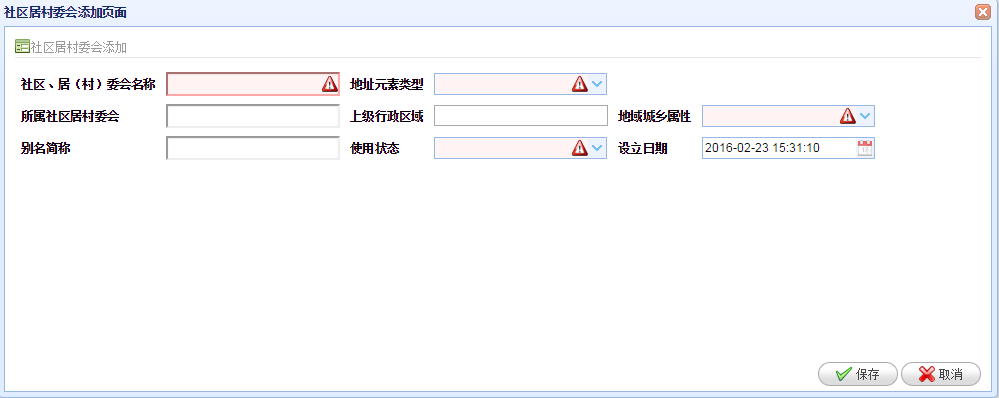 社区居村委会添加页面
社区居村委会添加
社区、居（村）委会名称 地址元素类型
所属社区居村委会 上级行政区域 地域城乡属性
别名简称 使用状态 设立日期 2016-02-23 15:31:10
保存 取消